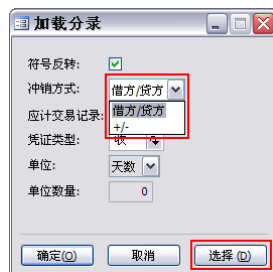 加载分录
符号反转:
冲销方式: 借方/贷方
借方/贷方
+/-
应计交易记录:
凭证类型: 收
单位: 天数
单位数量: 0
确定(O) 取消 选择(D)